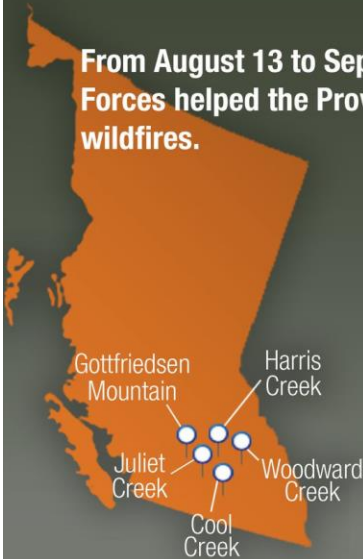 From August 13 to Sep
Forces helped the Prov
wildfires.
Gottfriedsen
Mountain
Harris
Creek
Juliet
Creek
Woodward
Creek
Cool
Creek